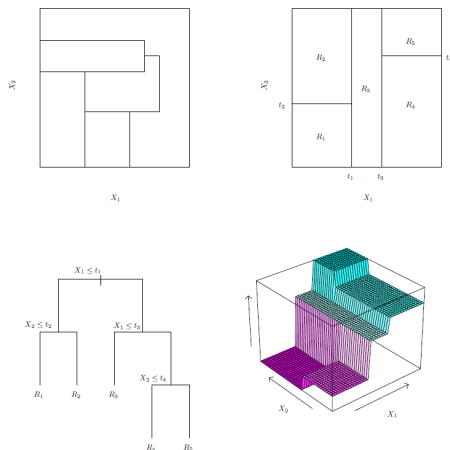 R₅
R₂
X₂
X₂
t₄
R₃
R₄
t₂
R₁
t₁
t₃
X₁
X₁
X₁ ≤ t₁
X₂ ≤ t₂
X₁ ≤ t₃
X₂ ≤ t₄
R₁
R₂
R₃
X₂
X₁
R₄
R₅